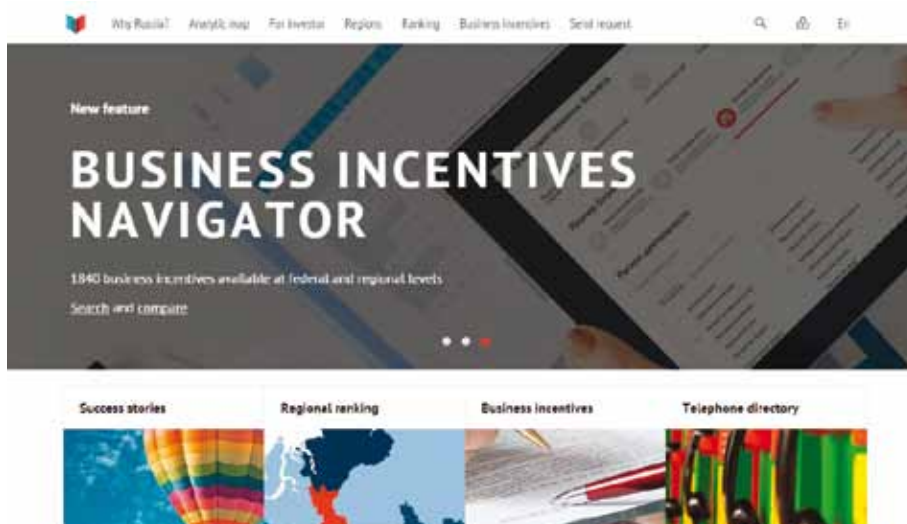 Why Russia? Analytic map For Investor Regions Ranking Business Incentives Send request En
New feature
BUSINESS INCENTIVES
NAVIGATOR
1840 business incentives available at federal and regional levels
Search and compare
Success stories Regional ranking Business incentives Telephone directory